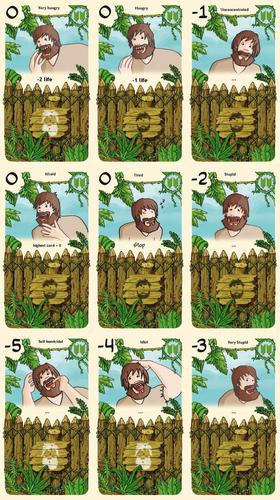 0 Very hungry
-2 life
0 Hungry
-1 life
-1 Unconcentrated
...
0 Afraid
highest card = 0
0 Tired
Stop
-2 Stupid
...
-5
...
-4 Idiot
...
-3 Very Stupid
...